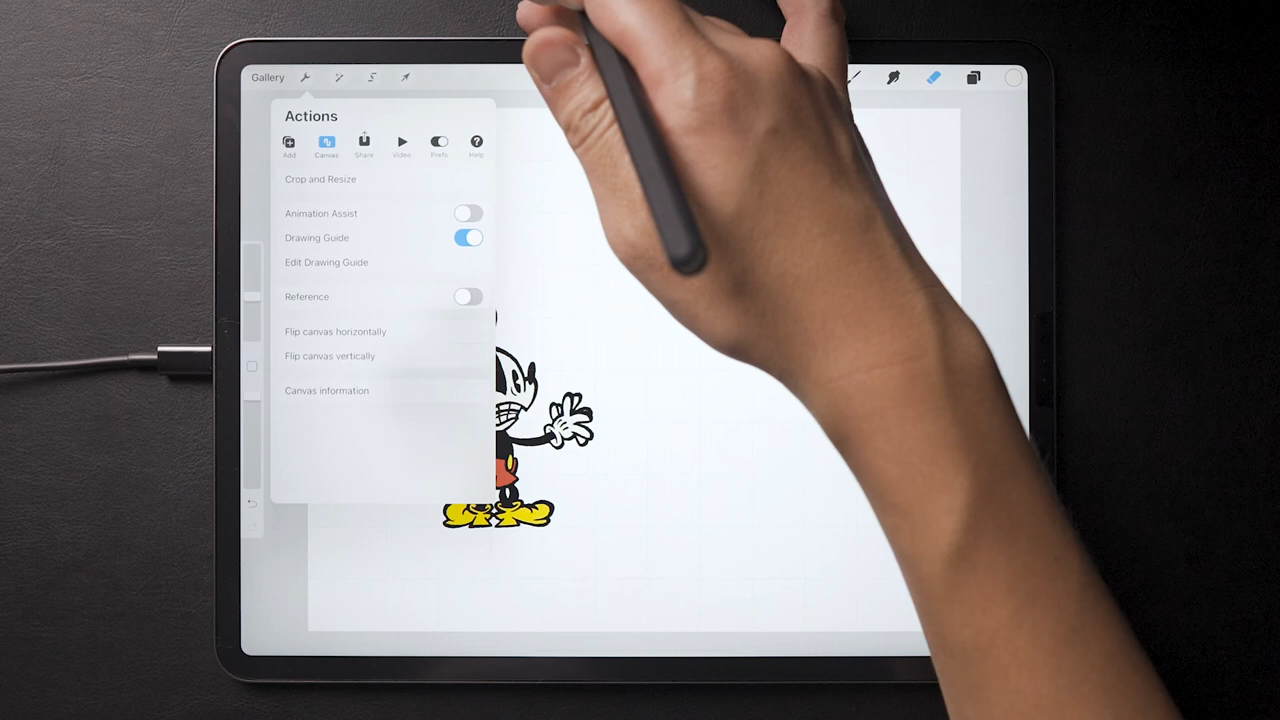 Gallery
Actions
Add Canvas Share Video Prefs Help
Crop and Resize
Animation Assist
Drawing Guide
Edit Drawing Guide
Reference
Flip canvas horizontally
Flip canvas vertically
Canvas information